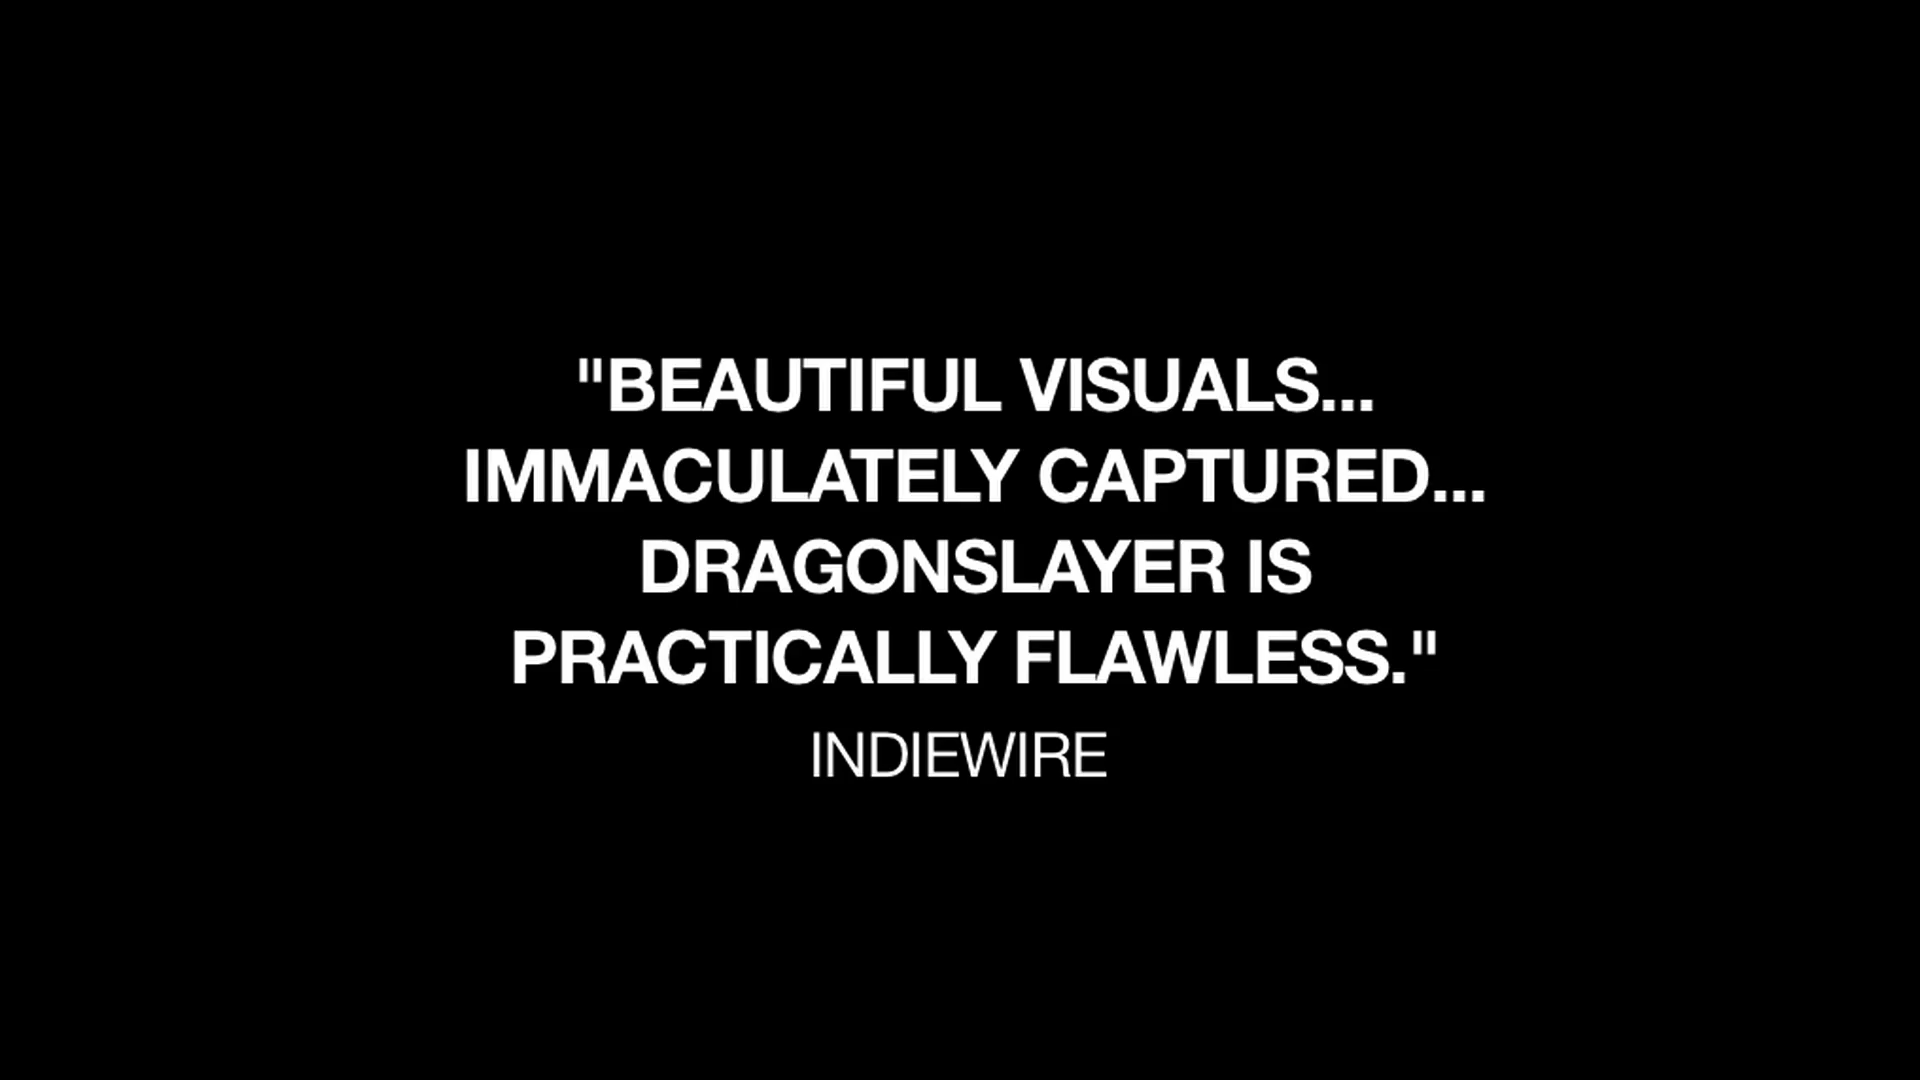 "BEAUTIFUL VISUALS...
IMMACULATELY CAPTURED...
DRAGONSLAYER IS
PRACTICALLY FLAWLESS."
INDIEWIRE